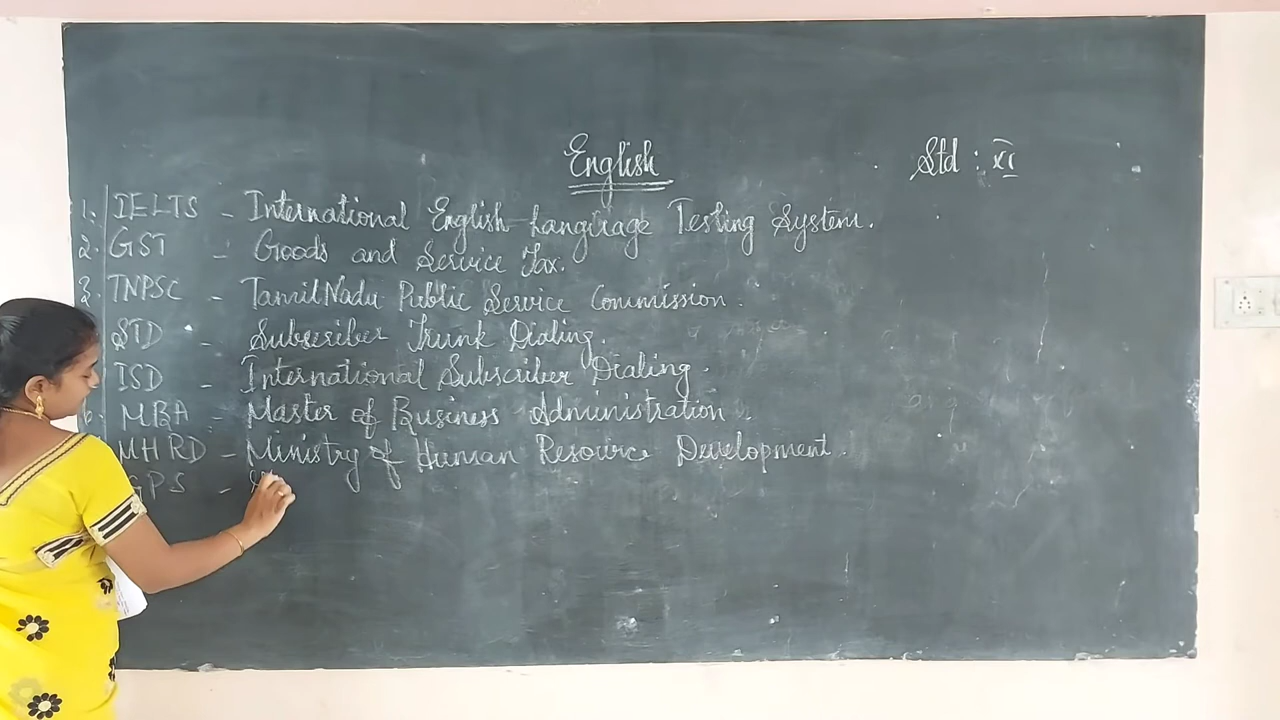 English
Std : XI
1. IELTS - International English Language Testing System.
2. GST - Goods and Service Tax.
3. TNPSC - TamilNadu Public Service Commission.
STD - Subscriber Trunk Dialing.
ISD - International Subscriber Dialing.
6. MBA - Master of Business Administration.
MHRD - Ministry of Human Resource Development.
GPS -